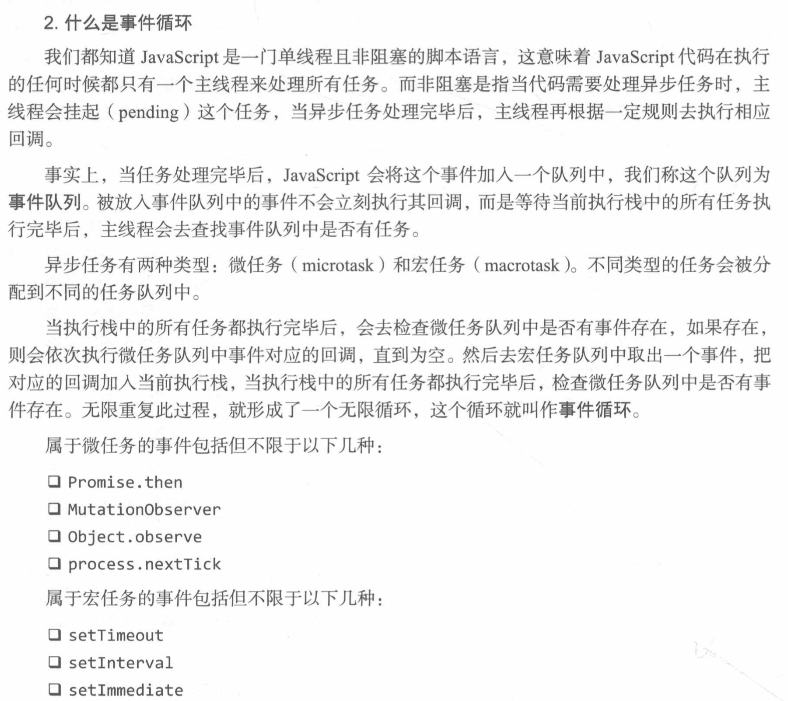 2. 什么是事件循环
我们都知道 JavaScript 是一门单线程且非阻塞的脚本语言，这意味着 JavaScript 代码在执行
的任何时候都只有一个主线程来处理所有任务。而非阻塞是指当代码需要处理异步任务时，主
线程会挂起（pending）这个任务，当异步任务处理完毕后，主线程再根据一定规则去执行相应
回调。
事实上，当任务处理完毕后，JavaScript 会将这个事件加入一个队列中，我们称这个队列为
事件队列。被放入事件队列中的事件不会立刻执行其回调，而是等待当前执行栈中的所有任务执
行完毕后，主线程会去查找事件队列中是否有任务。
异步任务有两种类型：微任务（microtask）和宏任务（macrotask）。不同类型的任务会被分
配到不同的任务队列中。
当执行栈中的所有任务都执行完毕后，会去检查微任务队列中是否有事件存在，如果存在，
则会依次执行微任务队列中事件对应的回调，直到为空。然后去宏任务队列中取出一个事件，把
对应的回调加入当前执行栈，当执行栈中的所有任务都执行完毕后，检查微任务队列中是否有事
件存在。无限重复此过程，就形成了一个无限循环，这个循环就叫作事件循环。
属于微任务的事件包括但不限于以下几种：
❑ Promise.then
❑ MutationObserver
❑ Object.observe
❑ process.nextTick
属于宏任务的事件包括但不限于以下几种：
❑ setTimeout
❑ setInterval
❑ setImmediate